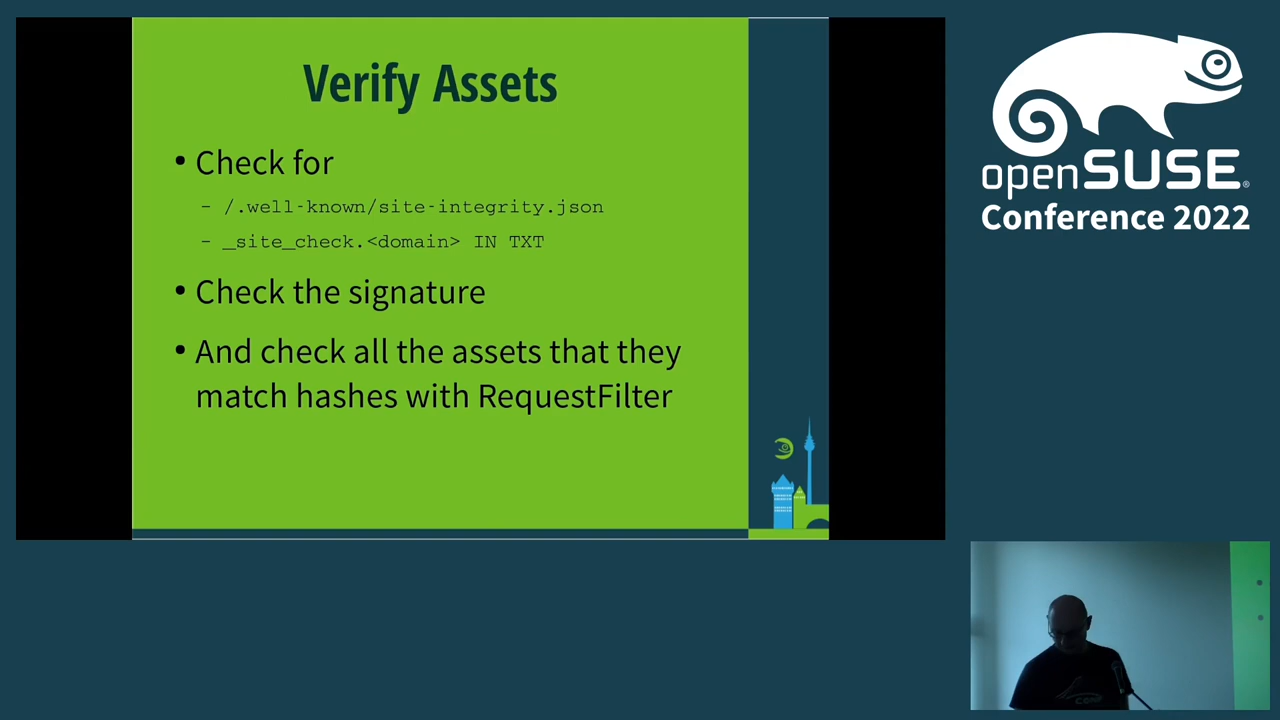 Verify Assets
• Check for
– /.well-known/site-integrity.json
– _site_check.<domain> IN TXT
• Check the signature
• And check all the assets that they
match hashes with RequestFilter
openSUSE®
Conference 2022